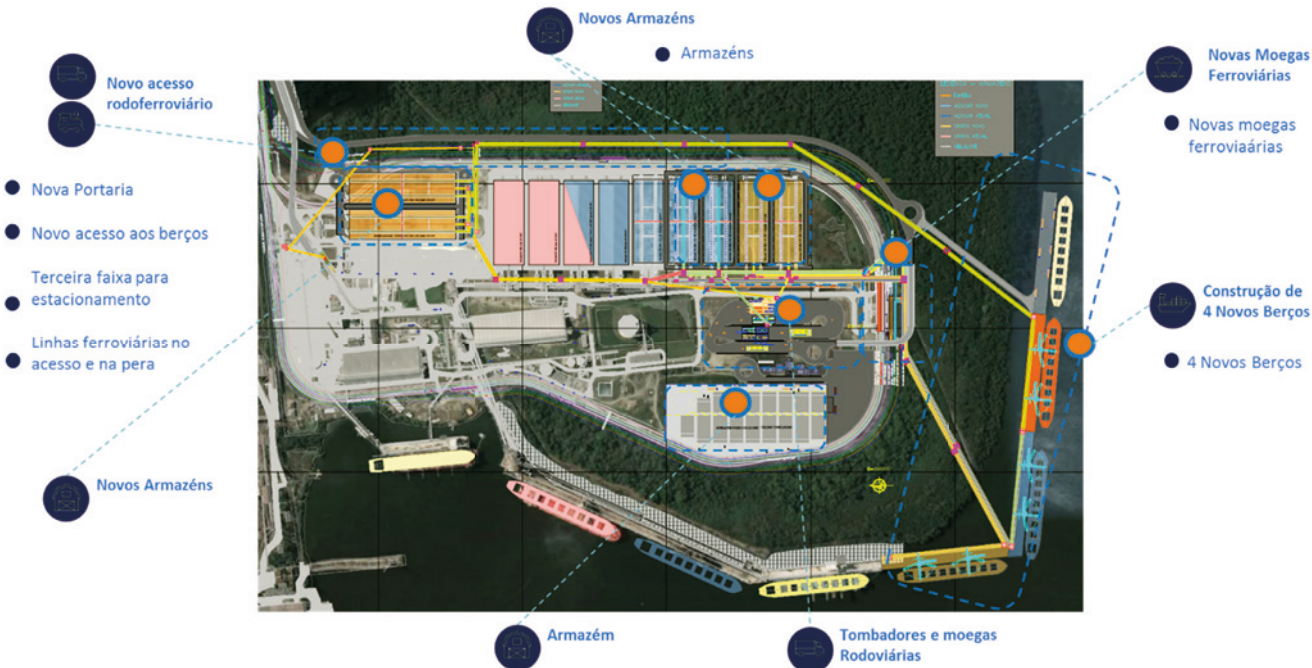 Novos Armazéns
Armazéns
Novo acesso
rodoferroviário
Novas Moegas
Ferroviárias
Novas moegas
ferroviaárias
Nova Portaria
Novo acesso aos berços
Terceira faixa para
estacionamento
Linhas ferroviárias no
acesso e na pera
Construção de
4 Novos Berços
4 Novos Berços
Novos Armazéns
Armazém
Tombadores e moegas
Rodoviárias